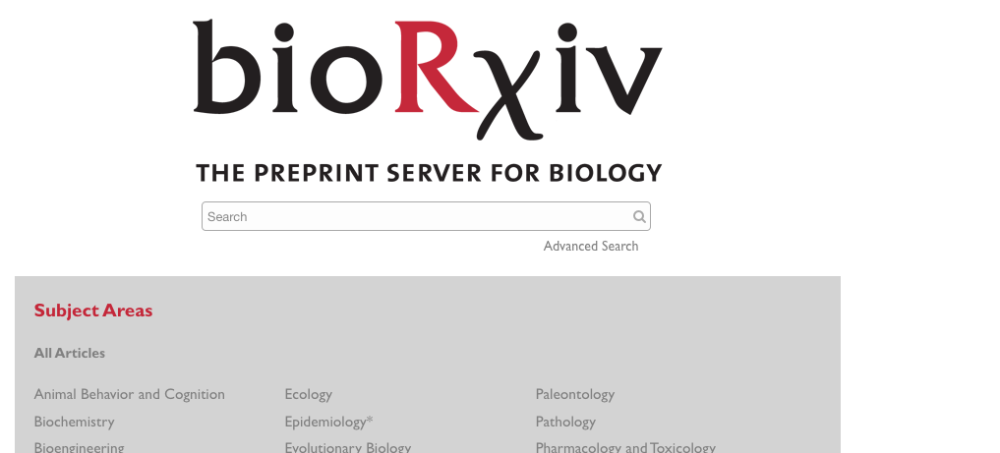 bioRχiv
THE PREPRINT SERVER FOR BIOLOGY
Search
Advanced Search
Subject Areas
All Articles
Animal Behavior and Cognition Ecology Paleontology
Biochemistry Epidemiology* Pathology
Bioengineering Evolutionary Biology Pharmacology and Toxicology